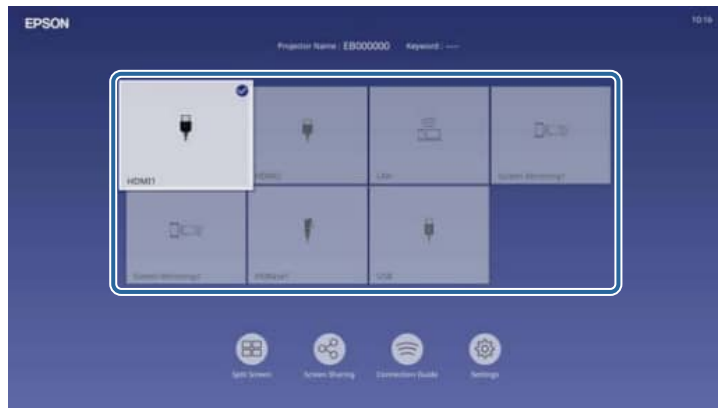 EPSON
10:16
Projector Name : EB000000 Keyword : ----
HDMI1
HDMI2
LAN
Screen Mirroring1
Screen Mirroring2
HDBaseT
USB
Split Screen
Screen Sharing
Connection Guide
Settings